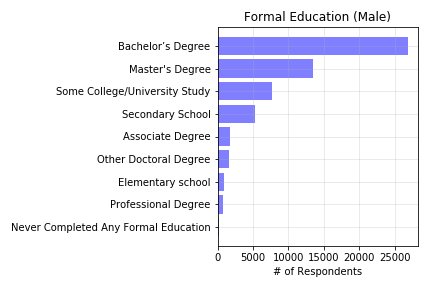 Formal Education (Male)
Bachelor’s Degree
Master's Degree
Some College/University Study
Secondary School
Associate Degree
Other Doctoral Degree
Elementary school
Professional Degree
Never Completed Any Formal Education
0 5000 10000 15000 20000 25000
# of Respondents